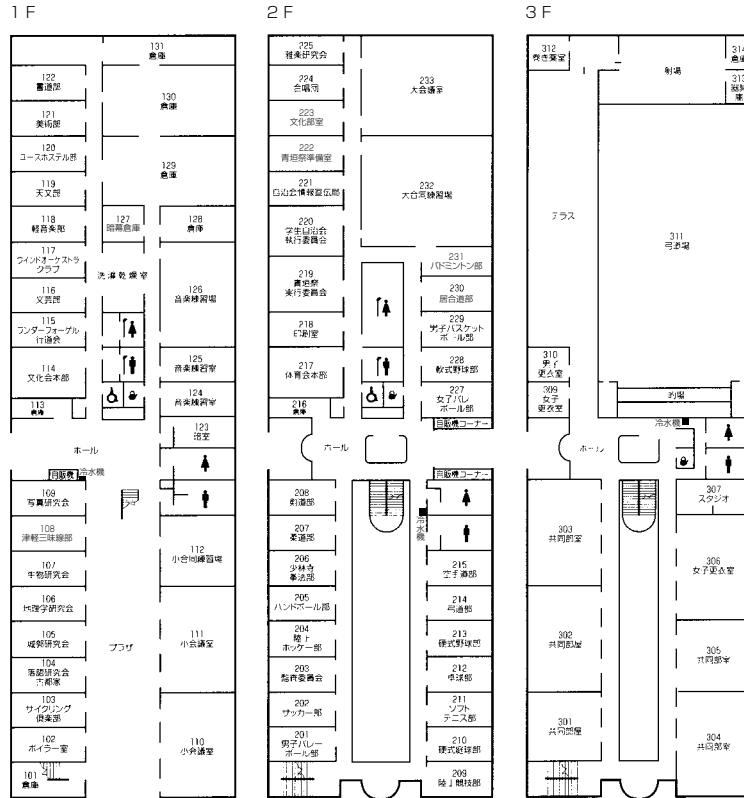 1F
131
倉庫
122
書道部
130
倉庫
121
美術部
120
ユースホステル部
129
倉庫
119
天文部
118
軽音楽部
127
暗幕倉庫
128
倉庫
117
ウインドオーケストラ
クラブ
洗濯乾燥室
116
文芸部
126
音楽練習場
115
ワンダーフォーゲル
行道会
114
文化会本部
125
音楽練習室
124
音楽練習室
113
倉庫
123
浴室
ホール
自販機
冷水機
109
写真研究会
108
津軽三味線部
112
小合同練習場
107
生物研究会
106
地理学研究会
105
城郭研究会
プラザ
111
小会議室
104
落語研究会
古都家
103
サイクリング
倶楽部
102
ボイラー室
110
小会議室
101
倉庫
2F
225
雅楽研究会
224
合唱団
233
大会議室
223
文化部室
222
青垣祭準備室
221
自治会情報宣伝局
232
大合同練習場
220
学生自治会
執行委員会
219
青垣祭
実行委員会
231
バドミントン部
230
居合道部
218
印刷室
229
男子バスケット
ボール部
217
体育会本部
228
軟式野球部
227
女子バレー
ボール部
216
倉庫
自販機コーナー
ホール
自販機コーナー
208
剣道部
冷水機
207
柔道部
206
少林寺
拳法部
215
空手道部
205
ハンドボール部
214
弓道部
204
陸上
ホッケー部
213
硬式野球部
203
監査委員会
212
卓球部
202
サッカー部
211
ソフト
テニス部
201
男子バレー
ボール部
210
硬式庭球部
209
陸上競技部
3F
312
巻き藁室
射場
314
倉庫
313
テラス
311
弓道場
310
男子
更衣室
309
女子
更衣室
的場
冷水機
ホール
307
スタジオ
303
共同部室
306
女子更衣室
302
共同部屋
305
共同部室
301
共同部屋
304
共同部室